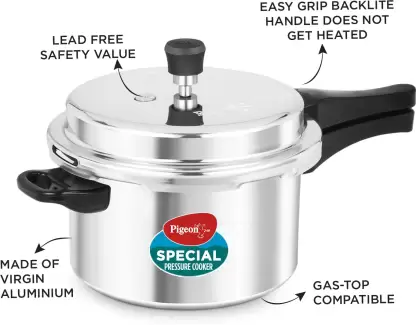 EASY GRIP BACKLITE
HANDLE DOES NOT
GET HEATED
LEAD FREE
SAFETY VALUE
Pigeon
SPECIAL
PRESSURE COOKER
MADE OF
VIRGIN
ALUMINIUM
GAS-TOP
COMPATIBLE